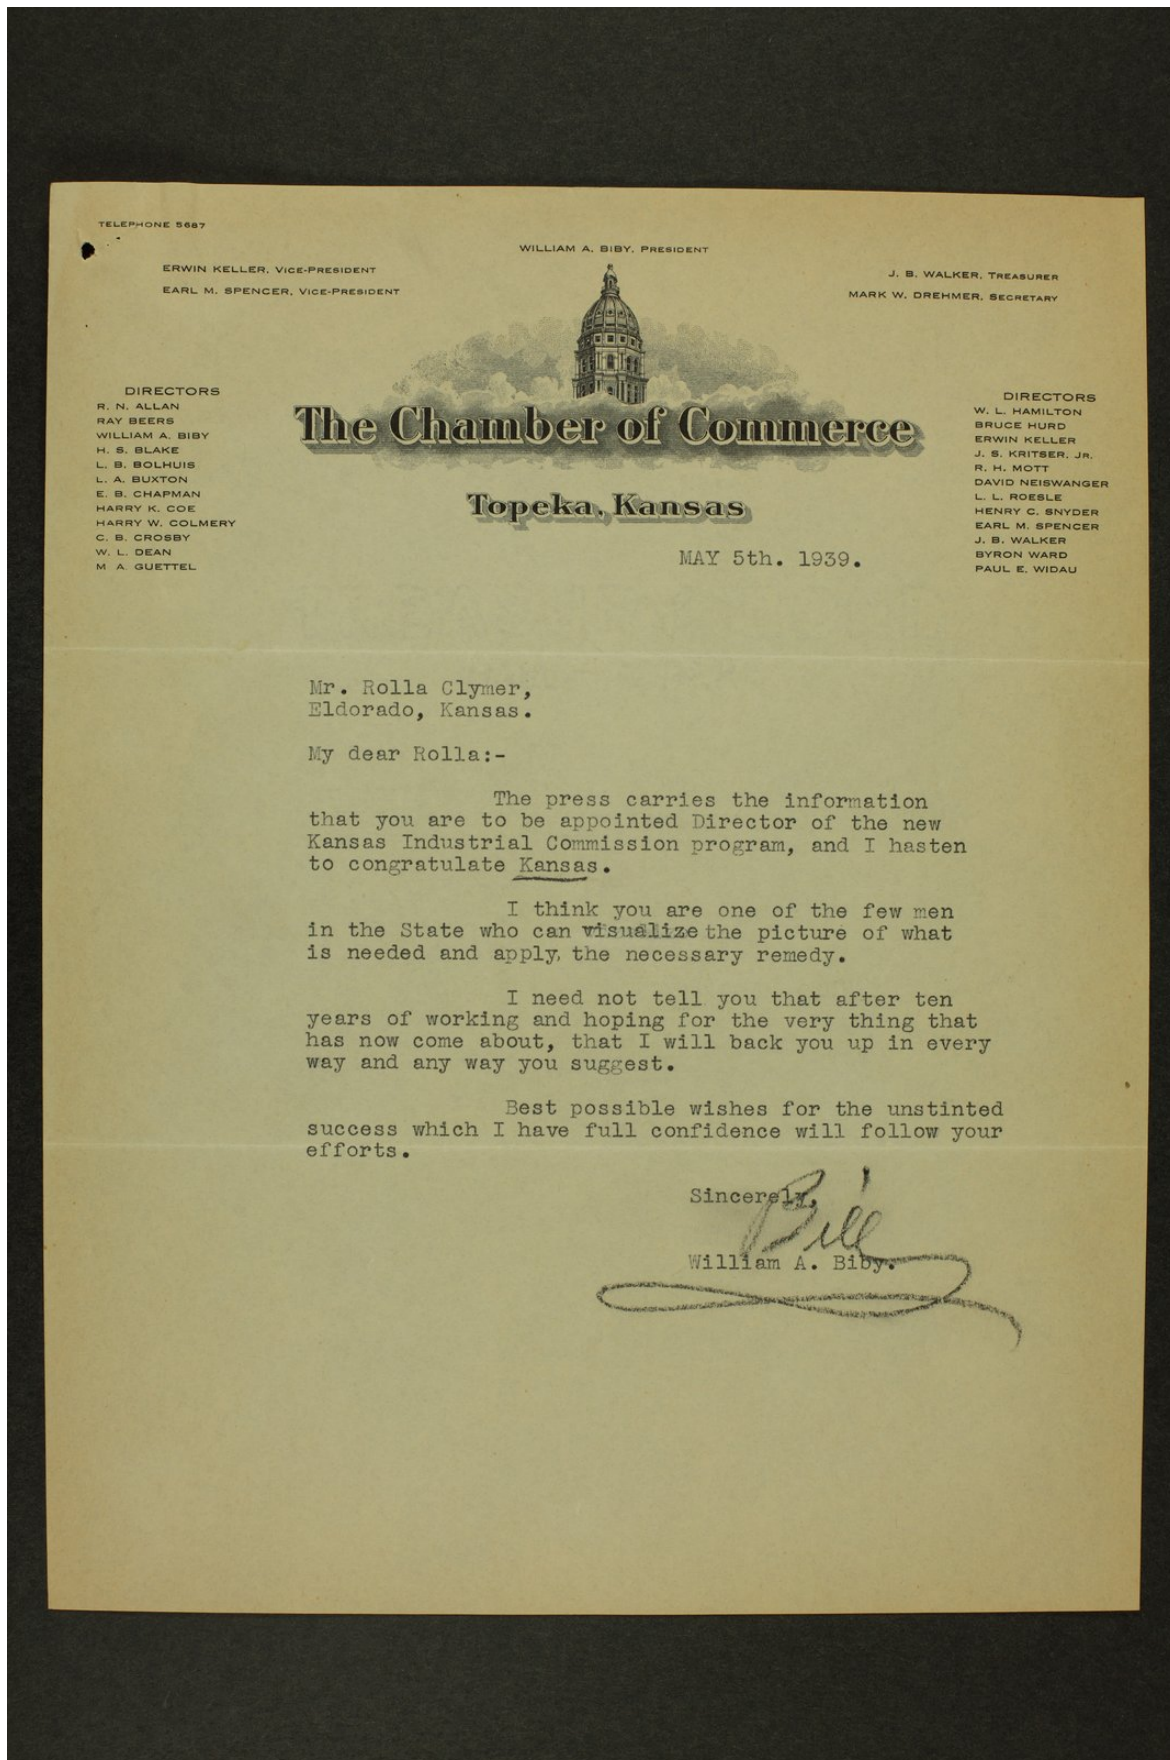 TELEPHONE 5687
WILLIAM A. BIBY, PRESIDENT
ERWIN KELLER, VICE-PRESIDENT
EARL M. SPENCER, VICE-PRESIDENT
J. B. WALKER, TREASURER
MARK W. DREHMER, SECRETARY
DIRECTORS
R. N. ALLAN
RAY BEERS
WILLIAM A. BIBY
H. S. BLAKE
L. B. BOLHUIS
L. A. BUXTON
E. B. CHAPMAN
HARRY K. COE
HARRY W. COLMERY
C. B. CROSBY
W. L. DEAN
M A. GUETTEL
The Chamber of Commerce
Topeka, Kansas
DIRECTORS
W. L. HAMILTON
BRUCE HURD
ERWIN KELLER
J. S. KRITSER, JR.
R. H. MOTT
DAVID NEISWANGER
L. L. ROESLE
HENRY C. SNYDER
EARL M. SPENCER
J. B. WALKER
BYRON WARD
PAUL E. WIDAU
MAY 5th. 1939.
Mr. Rolla Clymer,
Eldorado, Kansas.
My dear Rolla:-
The press carries the information
that you are to be appointed Director of the new
Kansas Industrial Commission program, and I hasten
to congratulate Kansas.
I think you are one of the few men
in the State who can visualize the picture of what
is needed and apply, the necessary remedy.
I need not tell you that after ten
years of working and hoping for the very thing that
has now come about, that I will back you up in every
way and any way you suggest.
Best possible wishes for the unstinted
success which I have full confidence will follow your
efforts.
Sincerely,
Bill
William A. Biby.